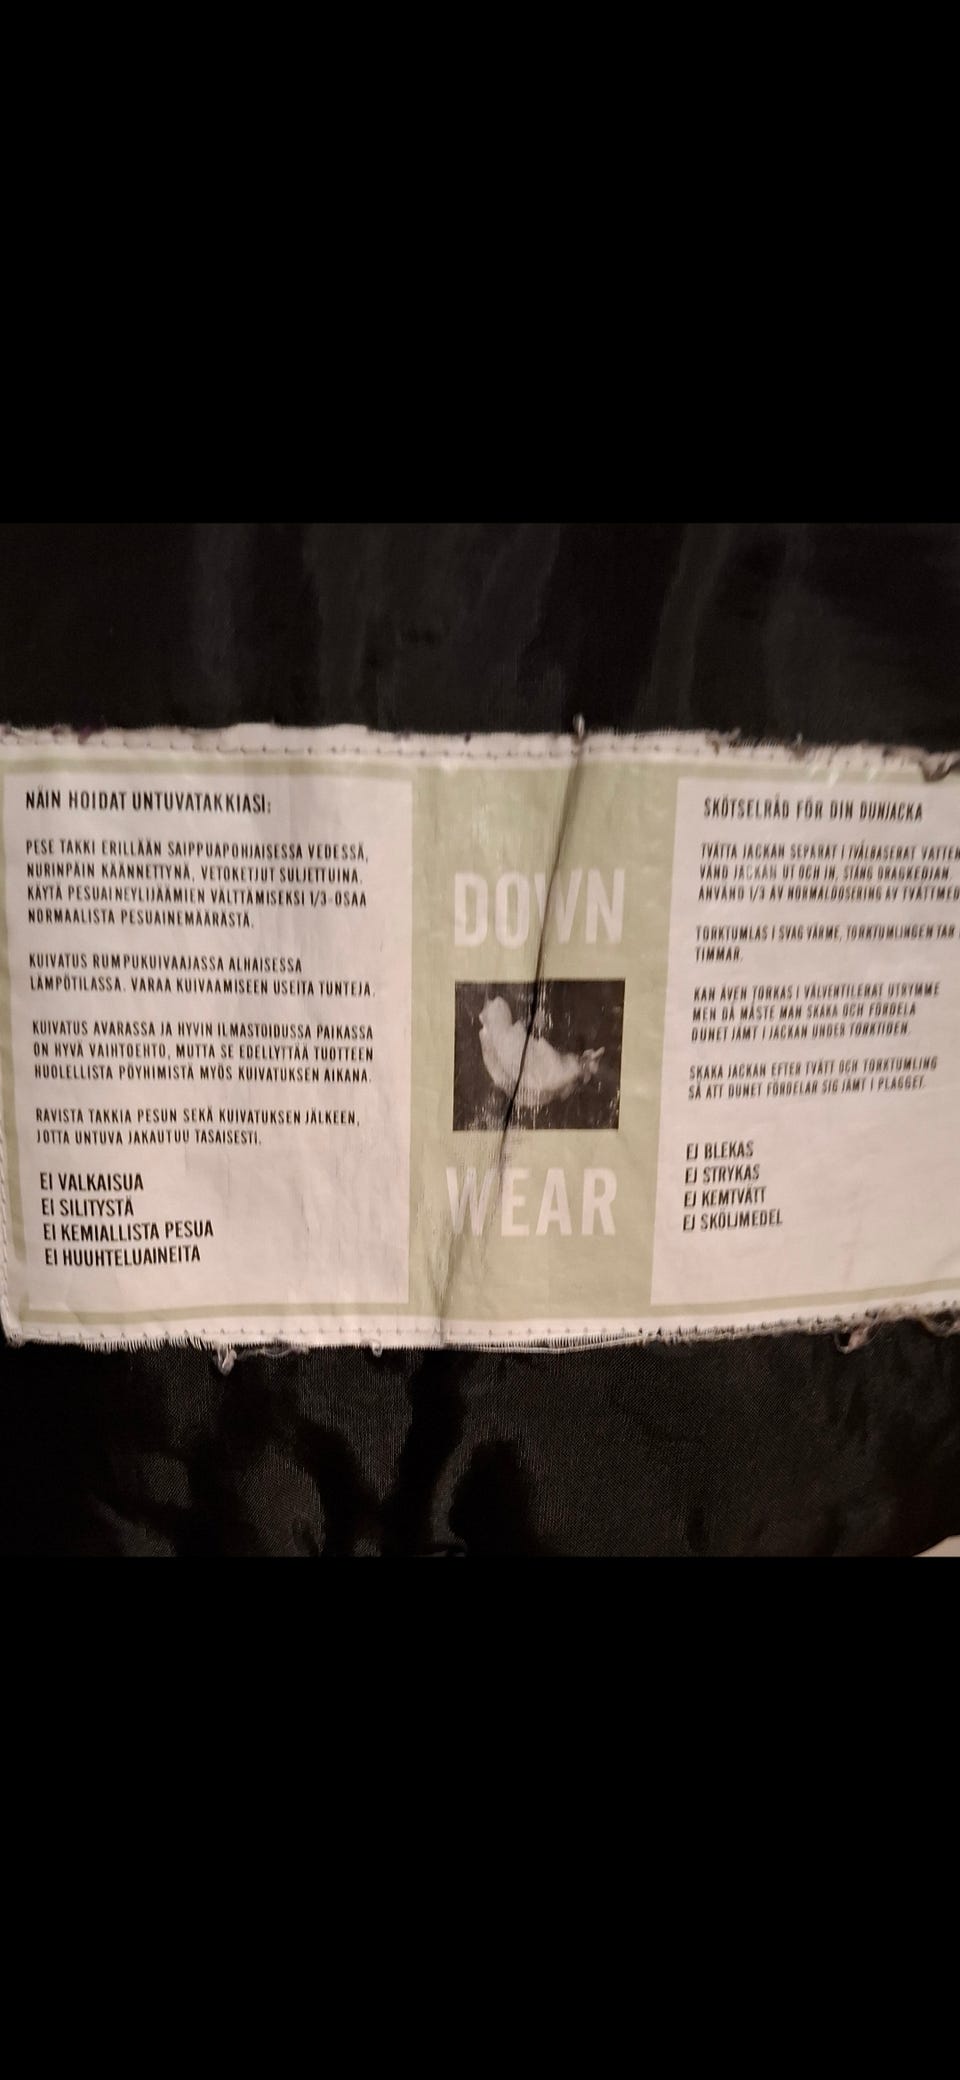 NÄIN HOIDAT UNTUVATAKKIASI:
PESE TAKKI ERILLÄÄN SAIPPUAPOHJAISESSA VEDESSÄ,
NURINPÄIN KÄÄNNETTYNÄ, VETOKETJUT SULJETTUINA.
KÄYTÄ PESUAINEYLIJÄÄMIEN VÄLTTÄMISEKSI 1/3-OSAA
NORMAALISTA PESUAINEMÄÄRÄSTÄ.
KUIVATUS RUMPUKUIVAAJASSA ALHAISESSA
LÄMPÖTILASSA. VARAA KUIVAAMISEEN USEITA TUNTEJA.
KUIVATUS AVARASSA JA HYVIN ILMASTOIDUSSA PAIKASSA
ON HYVÄ VAIHTOEHTO, MUTTA SE EDELLYTTÄÄ TUOTTEEN
HUOLELLISTA PÖYHIMISTÄ MYÖS KUIVATUKSEN AIKANA.
RAVISTA TAKKIA PESUN SEKÄ KUIVATUKSEN JÄLKEEN,
JOTTA UNTUVA JAKAUTUU TASAISESTI.
EI VALKAISUA
EI SILITYSTÄ
EI KEMIALLISTA PESUA
EI HUUHTELUAINEITA
DOWN
WEAR
SKÖTSELRÅD FÖR DIN DUNJACKA
TVÄTTA JACKAN SEPARAT I TVÅLBASERAT VATTEN
VÄND JACKAN UT OCH IN, STÄNG DRAGKEDJAN.
ANVÄND 1/3 AV NORMALDOSERING AV TVÄTTMED
TORKTUMLAS I SVAG VÄRME, TORKTUMLINGEN TAR
TIMMAR.
KAN ÄVEN TORKAS I VÄLVENTILERAT UTRYMME
MEN DÅ MÅSTE MAN SKAKA OCH FÖRDELA
DUNET JÄMT I JACKAN UNDER TORKTIDEN.
SKAKA JACKAN EFTER TVÄTT OCH TORKTUMLING
SÅ ATT DUNET FÖRDELAR SIG JÄMT I PLAGGET.
EJ BLEKAS
EJ STRYKAS
EJ KEMTVÄTT
EJ SKÖLJMEDEL